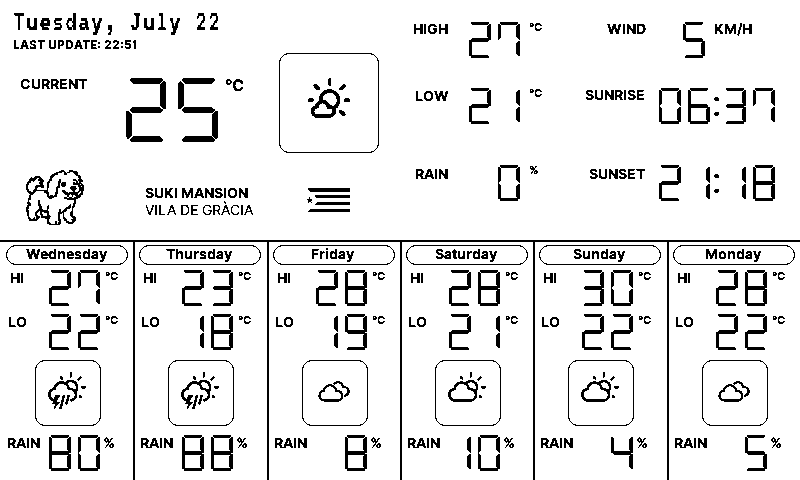 Tuesday, July 22
LAST UPDATE: 22:51
CURRENT 25 °C
SUKI MANSION
VILA DE GRÀCIA
HIGH 27 °C
LOW 21 °C
RAIN 0 %
WIND 5 KM/H
SUNRISE 06:37
SUNSET 21:18
Wednesday
HI 27 °C
LO 22 °C
RAIN 80 %
Thursday
HI 23 °C
LO 18 °C
RAIN 88 %
Friday
HI 28 °C
LO 19 °C
RAIN 8 %
Saturday
HI 28 °C
LO 21 °C
RAIN 10 %
Sunday
HI 30 °C
LO 22 °C
RAIN 4 %
Monday
HI 28 °C
LO 22 °C
RAIN 5 %